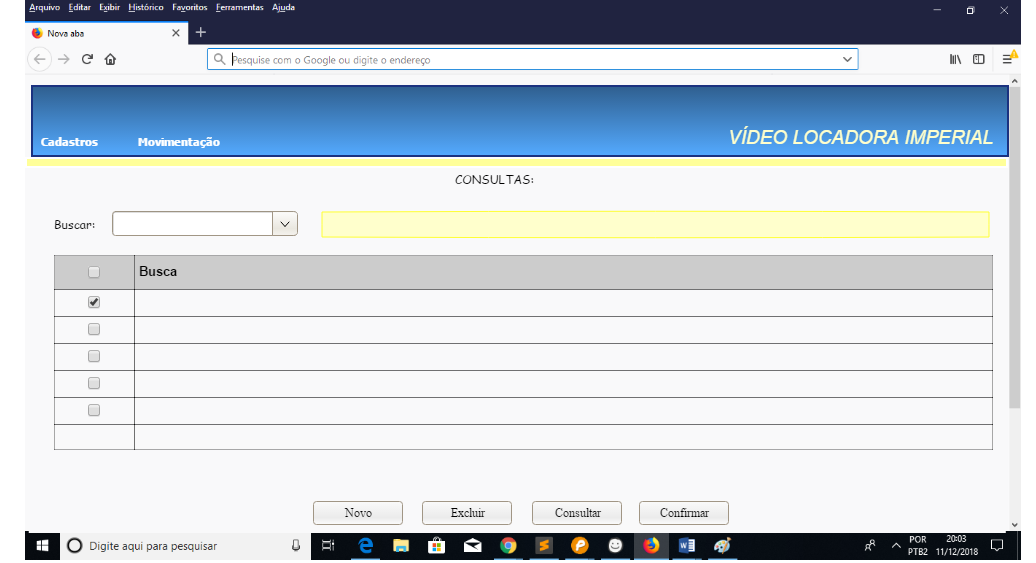 Arquivo Editar Exibir Histórico Favoritos Ferramentas Ajuda
Nova aba
Pesquise com o Google ou digite o endereço
Cadastros Movimentação VÍDEO LOCADORA IMPERIAL
CONSULTAS:
Buscar:
Busca
Novo Excluir Consultar Confirmar
Digite aqui para pesquisar
POR 20:03
PTB2 11/12/2018